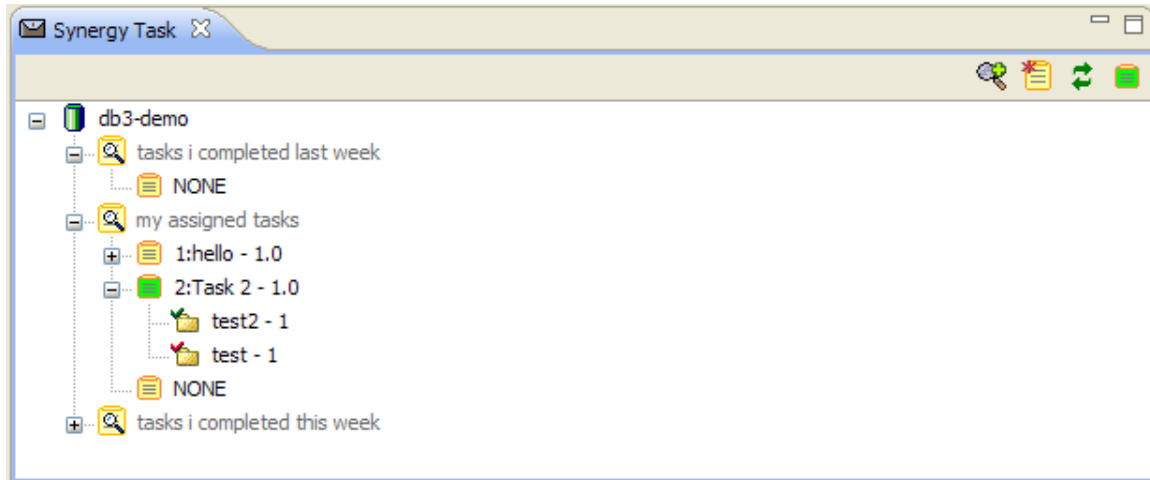 Synergy Task
db3-demo
tasks i completed last week
NONE
my assigned tasks
1:hello - 1.0
2:Task 2 - 1.0
test2 - 1
test - 1
NONE
tasks i completed this week